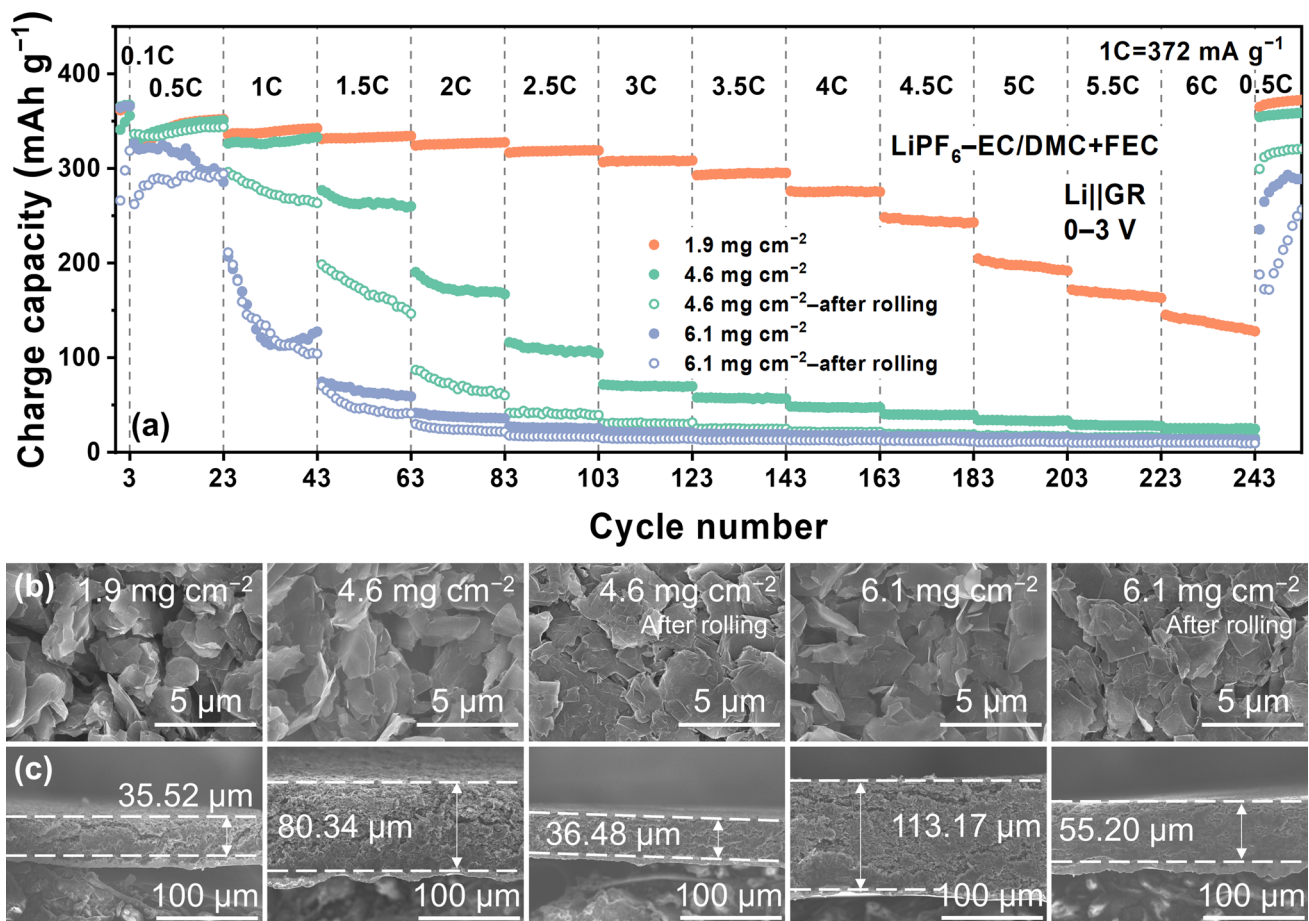 0.1C
1C=372 mA g⁻¹
0.5C 1C 1.5C 2C 2.5C 3C 3.5C 4C 4.5C 5C 5.5C 6C 0.5C
LiPF₆–EC/DMC+FEC
Li||GR
0–3 V
1.9 mg cm⁻²
4.6 mg cm⁻²
4.6 mg cm⁻²–after rolling
6.1 mg cm⁻²
6.1 mg cm⁻²–after rolling
Charge capacity (mAh g⁻¹)
400
300
200
100
0
(a)
3 23 43 63 83 103 123 143 163 183 203 223 243
Cycle number
(b)
1.9 mg cm⁻²
5 μm
4.6 mg cm⁻²
5 μm
4.6 mg cm⁻²
After rolling
5 μm
6.1 mg cm⁻²
5 μm
6.1 mg cm⁻²
After rolling
5 μm
(c)
35.52 μm
100 μm
80.34 μm
100 μm
36.48 μm
100 μm
113.17 μm
100 μm
55.20 μm
100 μm